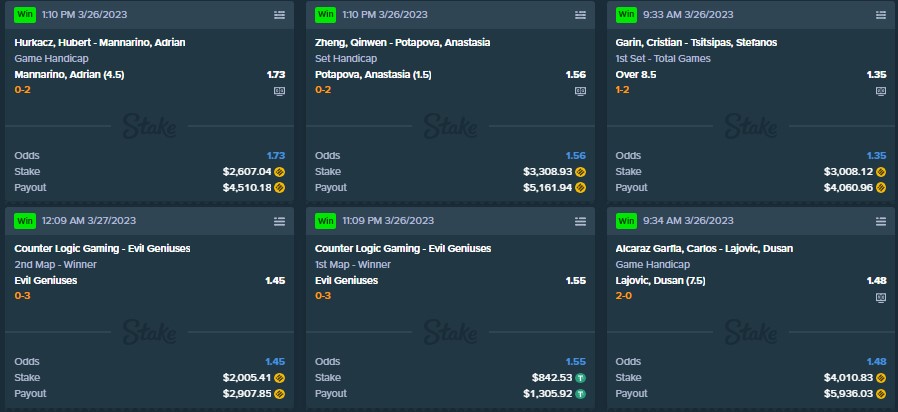 Win 1:10 PM 3/26/2023
Hurkacz, Hubert - Mannarino, Adrian
Game Handicap
Mannarino, Adrian (4.5) 1.73
0-2
Stake
Odds 1.73
Stake $2,607.04
Payout $4,510.18
Win 1:10 PM 3/26/2023
Zheng, Qinwen - Potapova, Anastasia
Set Handicap
Potapova, Anastasia (1.5) 1.56
0-2
Stake
Odds 1.56
Stake $3,308.93
Payout $5,161.94
Win 9:33 AM 3/26/2023
Garin, Cristian - Tsitsipas, Stefanos
1st Set - Total Games
Over 8.5 1.35
1-2
Stake
Odds 1.35
Stake $3,008.12
Payout $4,060.96
Win 12:09 AM 3/27/2023
Counter Logic Gaming - Evil Geniuses
2nd Map - Winner
Evil Geniuses 1.45
0-3
Stake
Odds 1.45
Stake $2,005.41
Payout $2,907.85
Win 11:09 PM 3/26/2023
Counter Logic Gaming - Evil Geniuses
1st Map - Winner
Evil Geniuses 1.55
0-3
Stake
Odds 1.55
Stake $842.53 T
Payout $1,305.92 T
Win 9:34 AM 3/26/2023
Alcaraz Garfia, Carlos - Lajovic, Dusan
Game Handicap
Lajovic, Dusan (7.5) 1.48
2-0
Stake
Odds 1.48
Stake $4,010.83
Payout $5,936.03